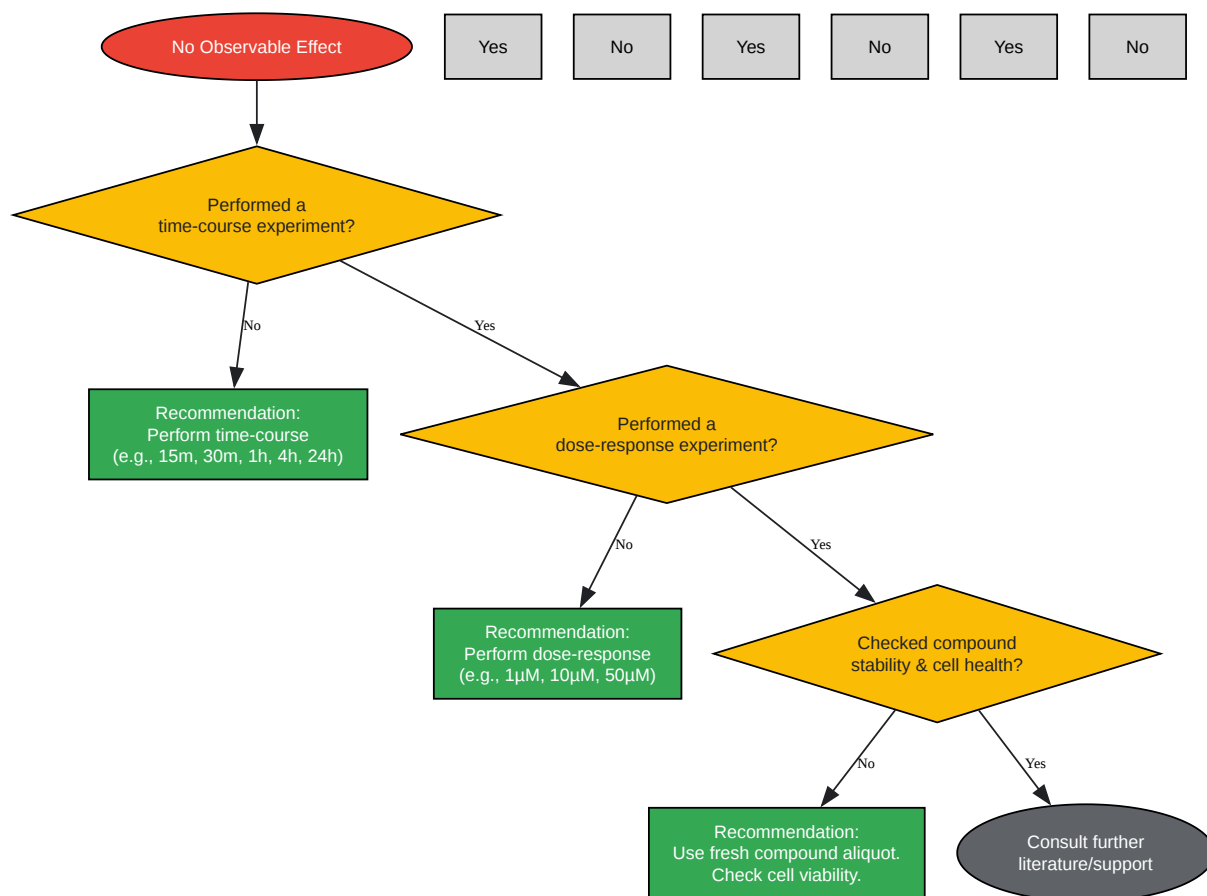 No Observable Effect
Yes
No
Yes
No
Yes
No
Performed a
time-course experiment?
No
Yes
Recommendation:
Perform time-course
(e.g., 15m, 30m, 1h, 4h, 24h)
Performed a
dose-response experiment?
No
Yes
Recommendation:
Perform dose-response
(e.g., 1µM, 10µM, 50µM)
Checked compound
stability & cell health?
No
Yes
Recommendation:
Use fresh compound aliquot.
Check cell viability.
Consult further
literature/support